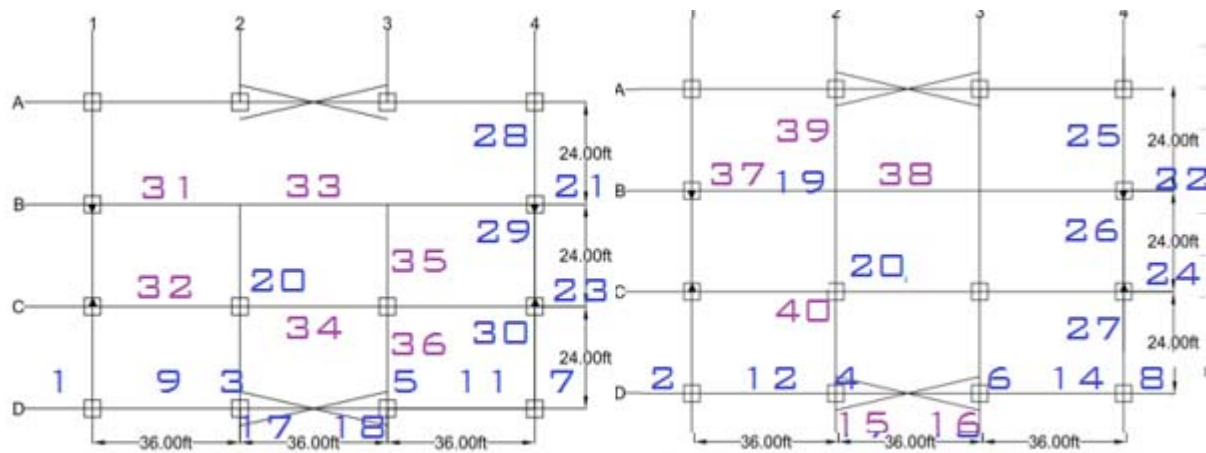 1 2 3 4
A
28
24.00ft
31 33 21
B
29
35
24.00ft
20
32 23
C
34 30
36
24.00ft
1 9 3 5 11 7
D
17 18
36.00ft 36.00ft 36.00ft
1 2 3 4
A
39 25
24.00ft
37 19 38 22
B
26
24.00ft
20 24
C
40 27
24.00ft
2 12 4 6 14 8
D
15 16
36.00ft 36.00ft 36.00ft